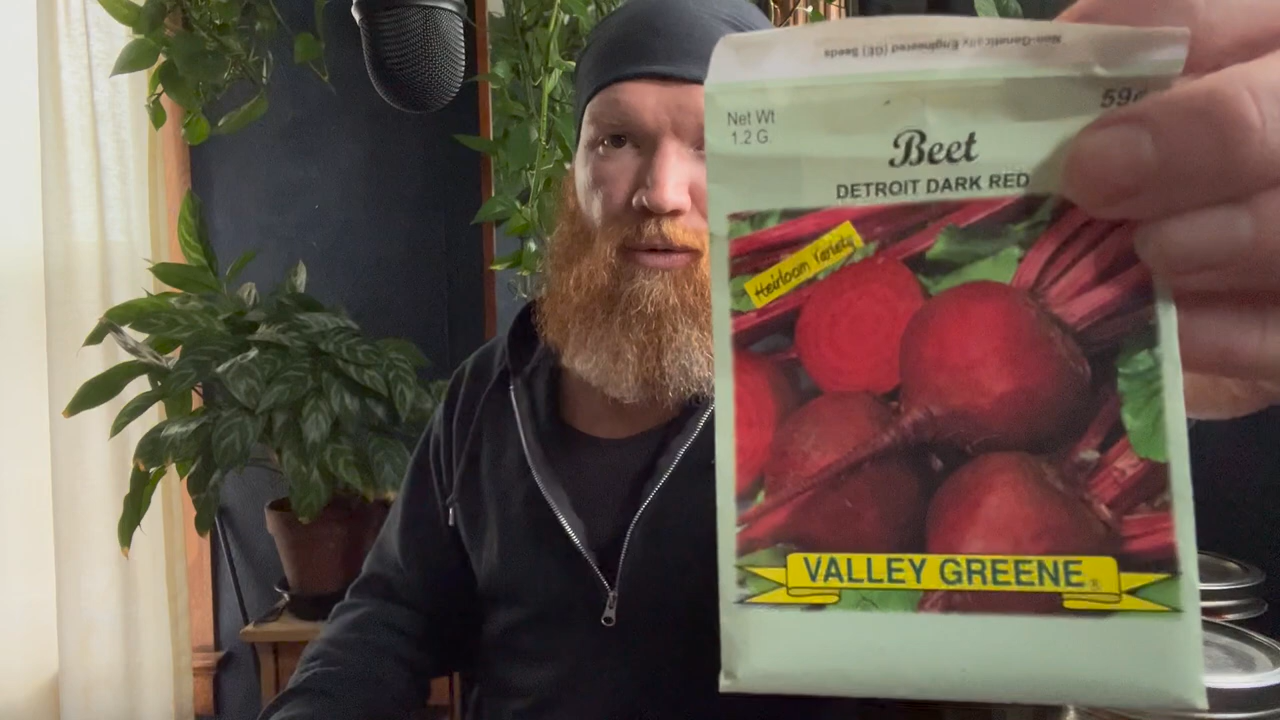 Non-Genetically Engineered (GE) Seeds
Net Wt
1.2 G.
59¢
Beet
DETROIT DARK RED
Heirloom Variety
VALLEY GREENE®